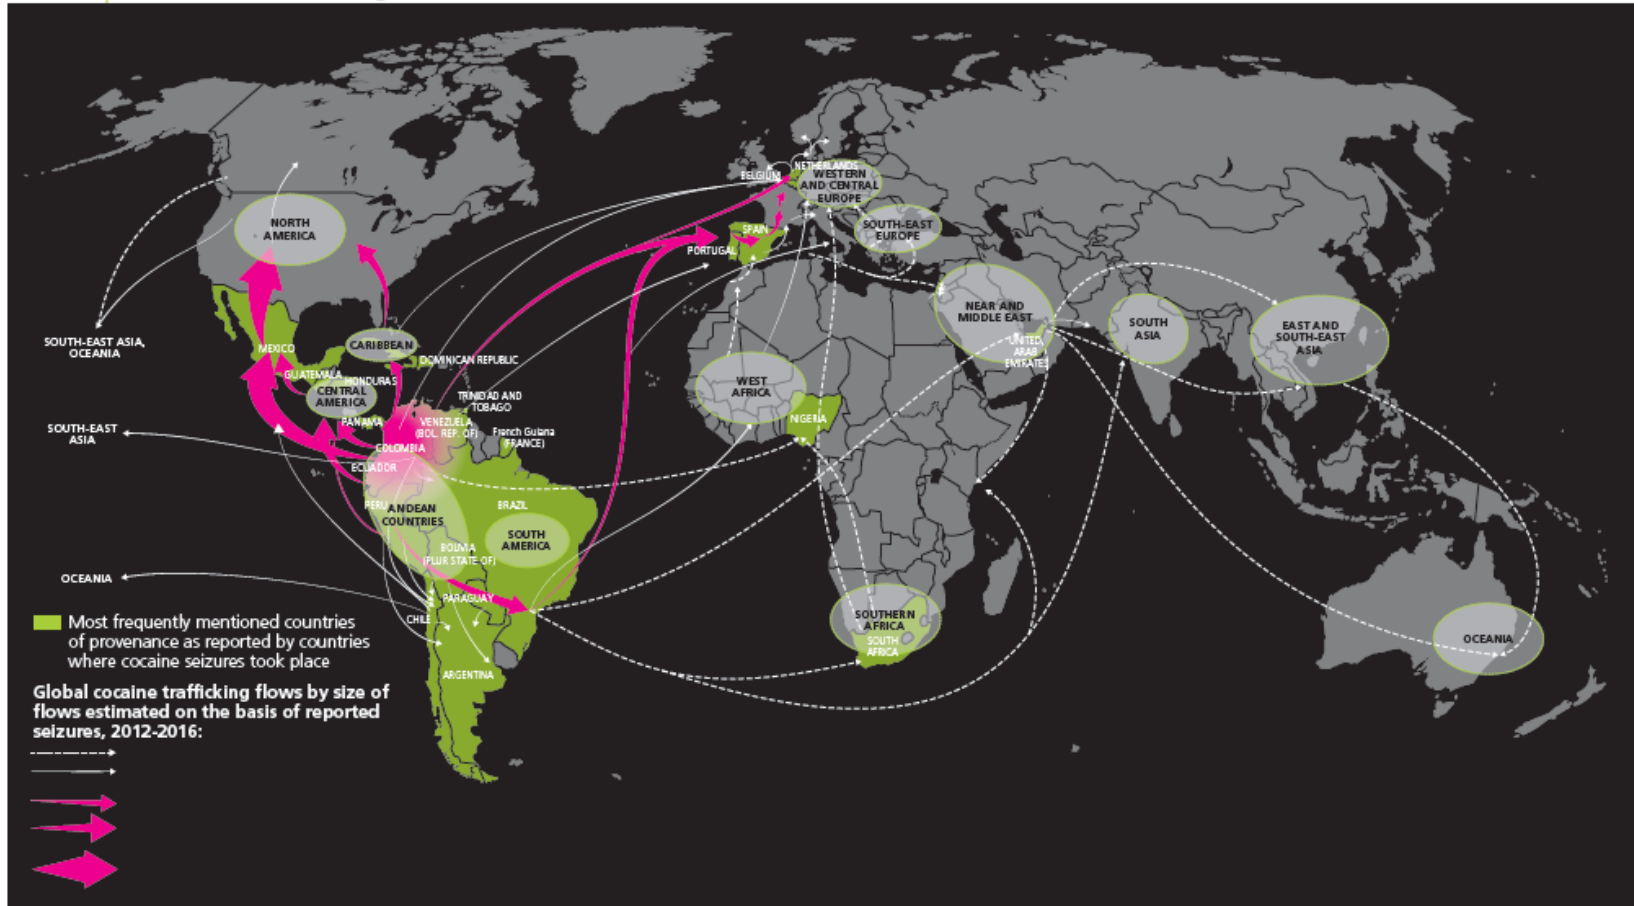 NORTH
AMERICA
SOUTH-EAST ASIA,
OCEANIA
MEXICO
CARIBBEAN
DOMINICAN REPUBLIC
GUATEMALA
HONDURAS
CENTRAL
AMERICA
PANAMA
TRINIDAD AND
TOBAGO
VENEZUELA
(BOL. REP. OF)
French Guiana
(FRANCE)
SOUTH-EAST
ASIA
COLOMBIA
ECUADOR
PERU
ANDEAN
COUNTRIES
BRAZIL
SOUTH
AMERICA
BOLIVIA
(PLUR STATE OF)
OCEANIA
PARAGUAY
CHILE
ARGENTINA
NETHERLANDS
BELGIUM
WESTERN
AND CENTRAL
EUROPE
SOUTH-EAST
EUROPE
SPAIN
PORTUGAL
NEAR AND
MIDDLE EAST
UNITED
ARAB
EMIRATES
SOUTH
ASIA
EAST AND
SOUTH-EAST
ASIA
WEST
AFRICA
NIGERIA
SOUTHERN
AFRICA
SOUTH
AFRICA
OCEANIA
Most frequently mentioned countries
of provenance as reported by countries
where cocaine seizures took place
Global cocaine trafficking flows by size of
flows estimated on the basis of reported
seizures, 2012-2016: